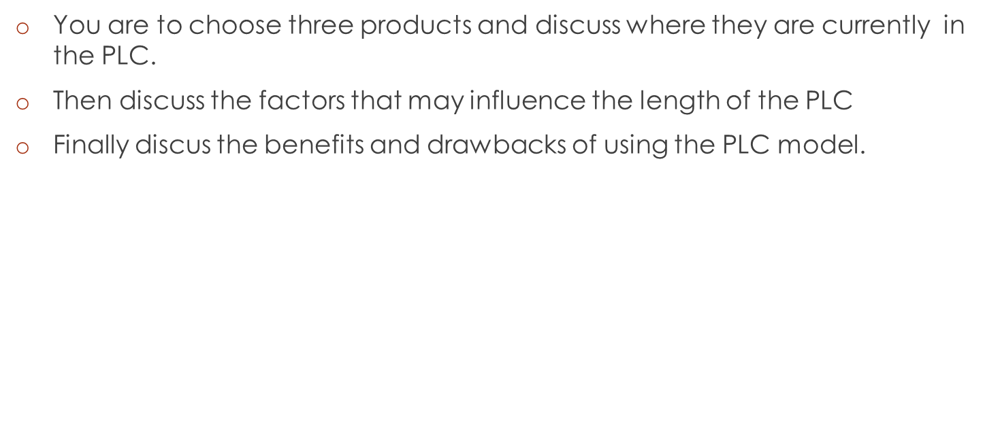 o You are to choose three products and discuss where they are currently in
the PLC.
o Then discuss the factors that may influence the length of the PLC
o Finally discus the benefits and drawbacks of using the PLC model.